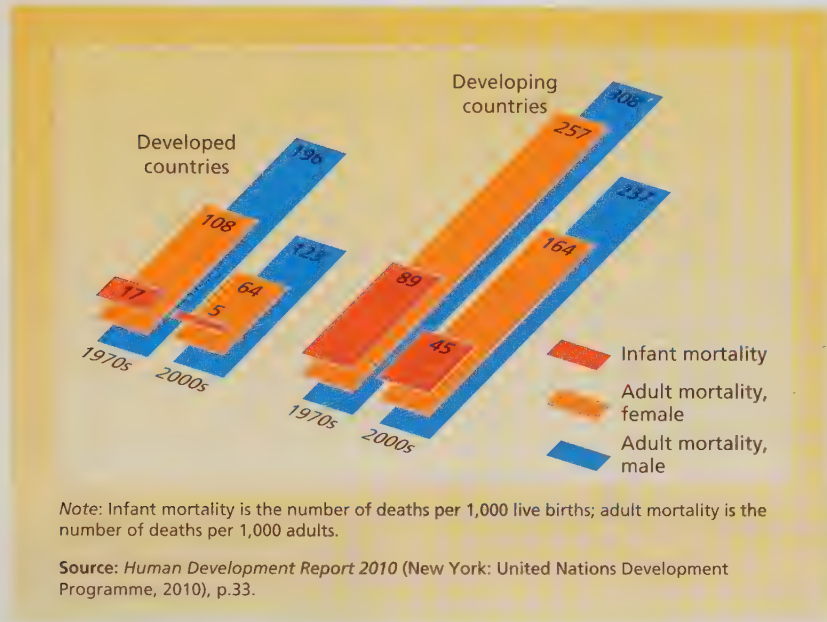 Developing
countries
308
257
Developed
countries
196
108
237
164
123
64
17
5
89
45
1970s
2000s
1970s
2000s
Infant mortality
Adult mortality,
female
Adult mortality,
male
Note: Infant mortality is the number of deaths per 1,000 live births; adult mortality is the
number of deaths per 1,000 adults.
Source: Human Development Report 2010 (New York: United Nations Development
Programme, 2010), p.33.